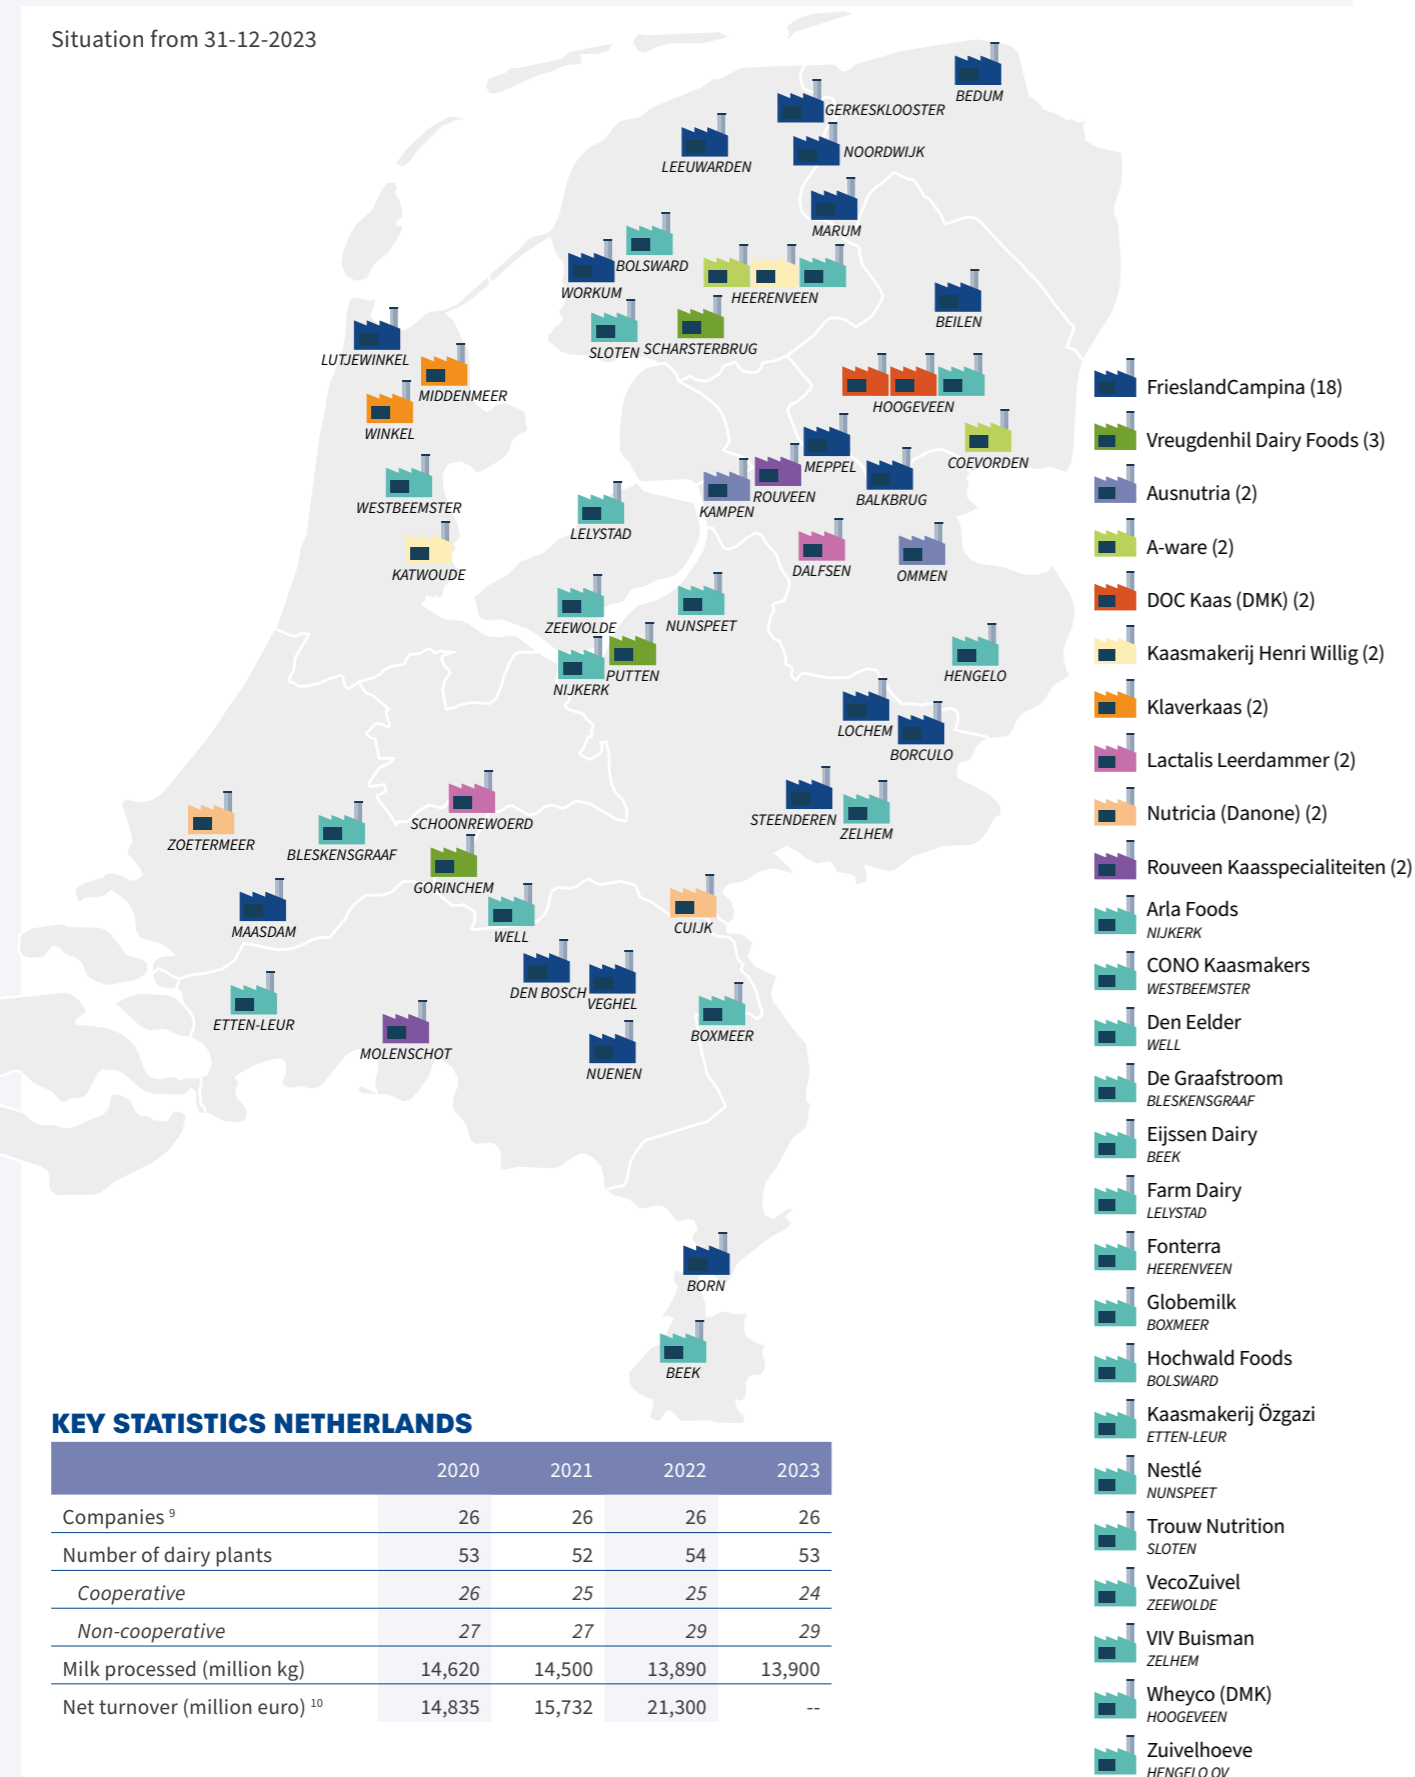 Situation from 31-12-2023
BEDUM
GERKESKLOOSTER
LEEUWARDEN
NOORDWIJK
MARUM
BOLSWARD
WORKUM
HEERENVEEN
BEILEN
SLOTEN
SCHARSTERBRUG
LUTJEWINKEL
MIDDENMEER
WINKEL
HOOGEVEEN
COEVORDEN
MEPPEL
ROUVEEN
BALKBRUG
KAMPEN
WESTBEEMSTER
LELYSTAD
KATWOUDE
DALFSEN
OMMEN
ZEEWOLDE
NUNSPEET
NIJKERK
PUTTEN
HENGELO
LOCHEM
BORCULO
STEENDEREN
ZELHEM
SCHOONREWOERD
ZOETERMEER
BLESKENSGRAAF
GORINCHEM
MAASDAM
WELL
CUIJK
DEN BOSCH
VEGHEL
ETTEN-LEUR
BOXMEER
MOLENSCHOT
NUENEN
BORN
BEEK
FrieslandCampina (18)
Vreugdenhil Dairy Foods (3)
Ausnutria (2)
A-ware (2)
DOC Kaas (DMK) (2)
Kaasmakerij Henri Willig (2)
Klaverkaas (2)
Lactalis Leerdammer (2)
Nutricia (Danone) (2)
Rouveen Kaasspecialiteiten (2)
Arla Foods
NIJKERK
CONO Kaasmakers
WESTBEEMSTER
Den Eelder
WELL
De Graafstroom
BLESKENSGRAAF
Eijssen Dairy
BEEK
Farm Dairy
LELYSTAD
Fonterra
HEERENVEEN
Globemilk
BOXMEER
Hochwald Foods
BOLSWARD
Kaasmakerij Özgazi
ETTEN-LEUR
Nestlé
NUNSPEET
Trouw Nutrition
SLOTEN
VecoZuivel
ZEEWOLDE
VIV Buisman
ZELHEM
Wheyco (DMK)
HOOGEVEEN
Zuivelhoeve
HENGELO OV
KEY STATISTICS NETHERLANDS
2020 2021 2022 2023
Companies 9 26 26 26 26
Number of dairy plants 53 52 54 53
Cooperative 26 25 25 24
Non-cooperative 27 27 29 29
Milk processed (million kg) 14,620 14,500 13,890 13,900
Net turnover (million euro) 10 14,835 15,732 21,300 --